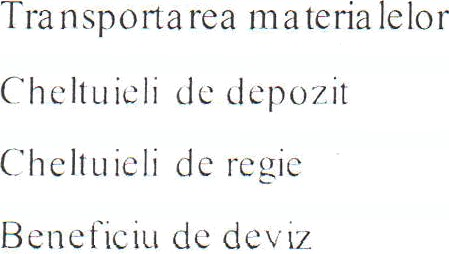 Transportarea materialelor
Cheltuieli de depozit
Cheltuieli de regie
Beneficiu de deviz